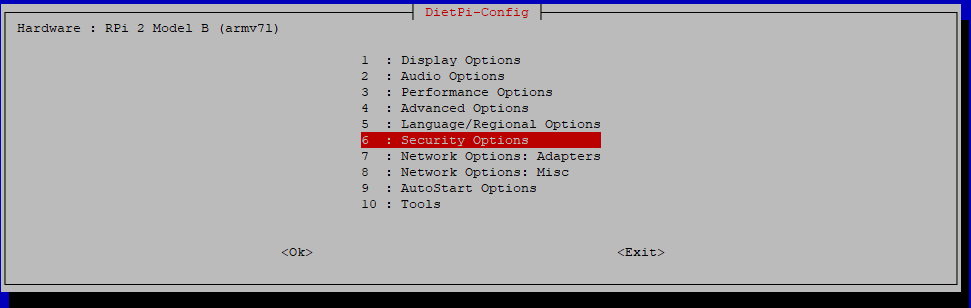 DietPi-Config
Hardware : RPi 2 Model B (armv7l)
1 : Display Options
2 : Audio Options
3 : Performance Options
4 : Advanced Options
5 : Language/Regional Options
6 : Security Options
7 : Network Options: Adapters
8 : Network Options: Misc
9 : AutoStart Options
10 : Tools
<Ok> <Exit>